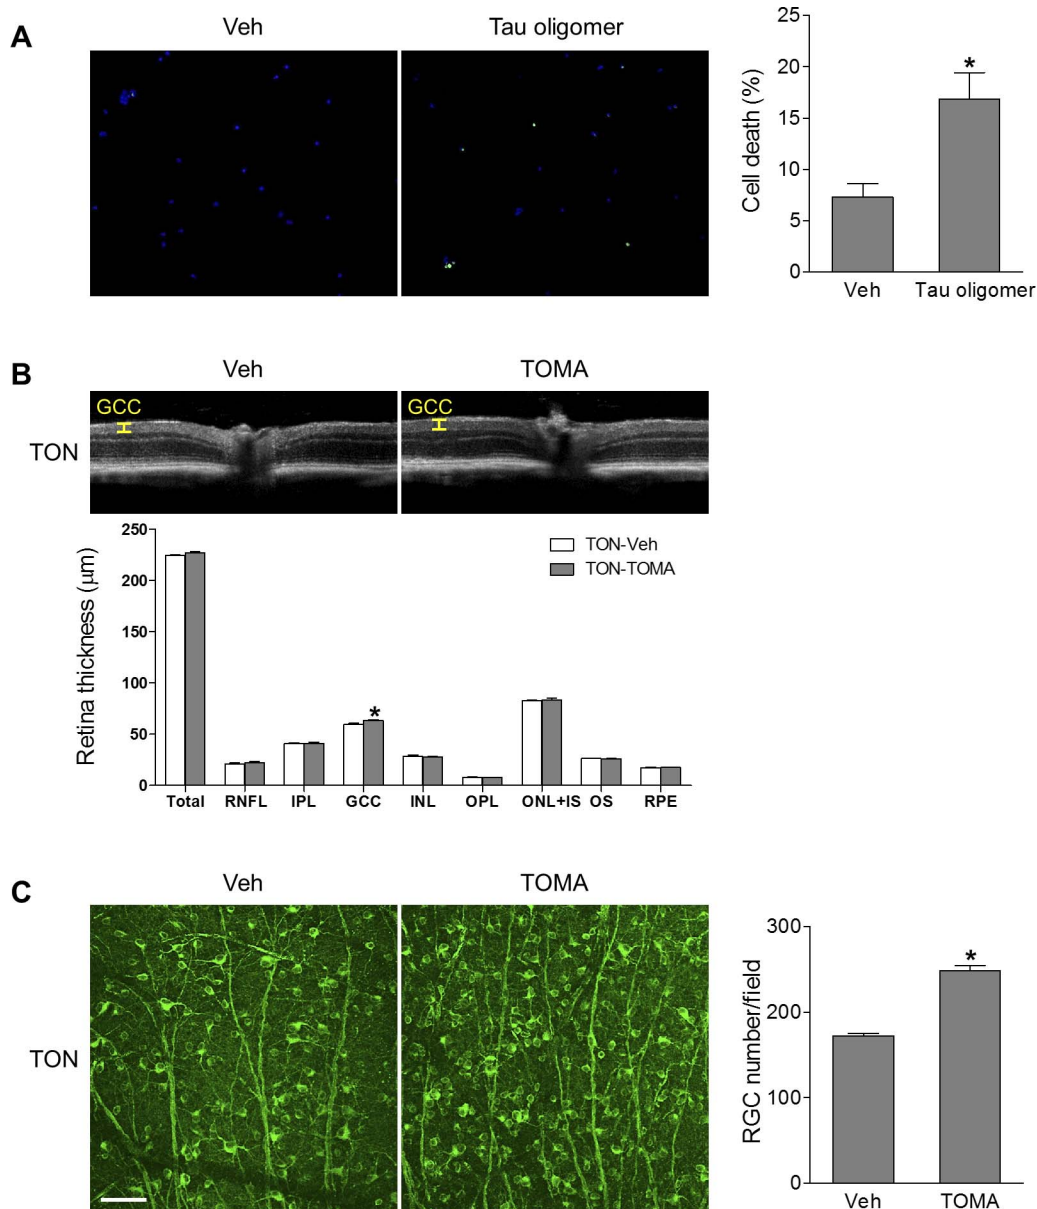 A
Veh
Tau oligomer
Cell death (%)
25
20
15
10
5
0
*
Veh
Tau oligomer
B
Veh
TOMA
TON
GCC
GCC
Retina thickness (μm)
250
200
150
100
50
0
TON-Veh
TON-TOMA
*
Total RNFL IPL GCC INL OPL ONL+IS OS RPE
C
Veh
TOMA
TON
RGC number/field
300
200
100
0
*
Veh
TOMA